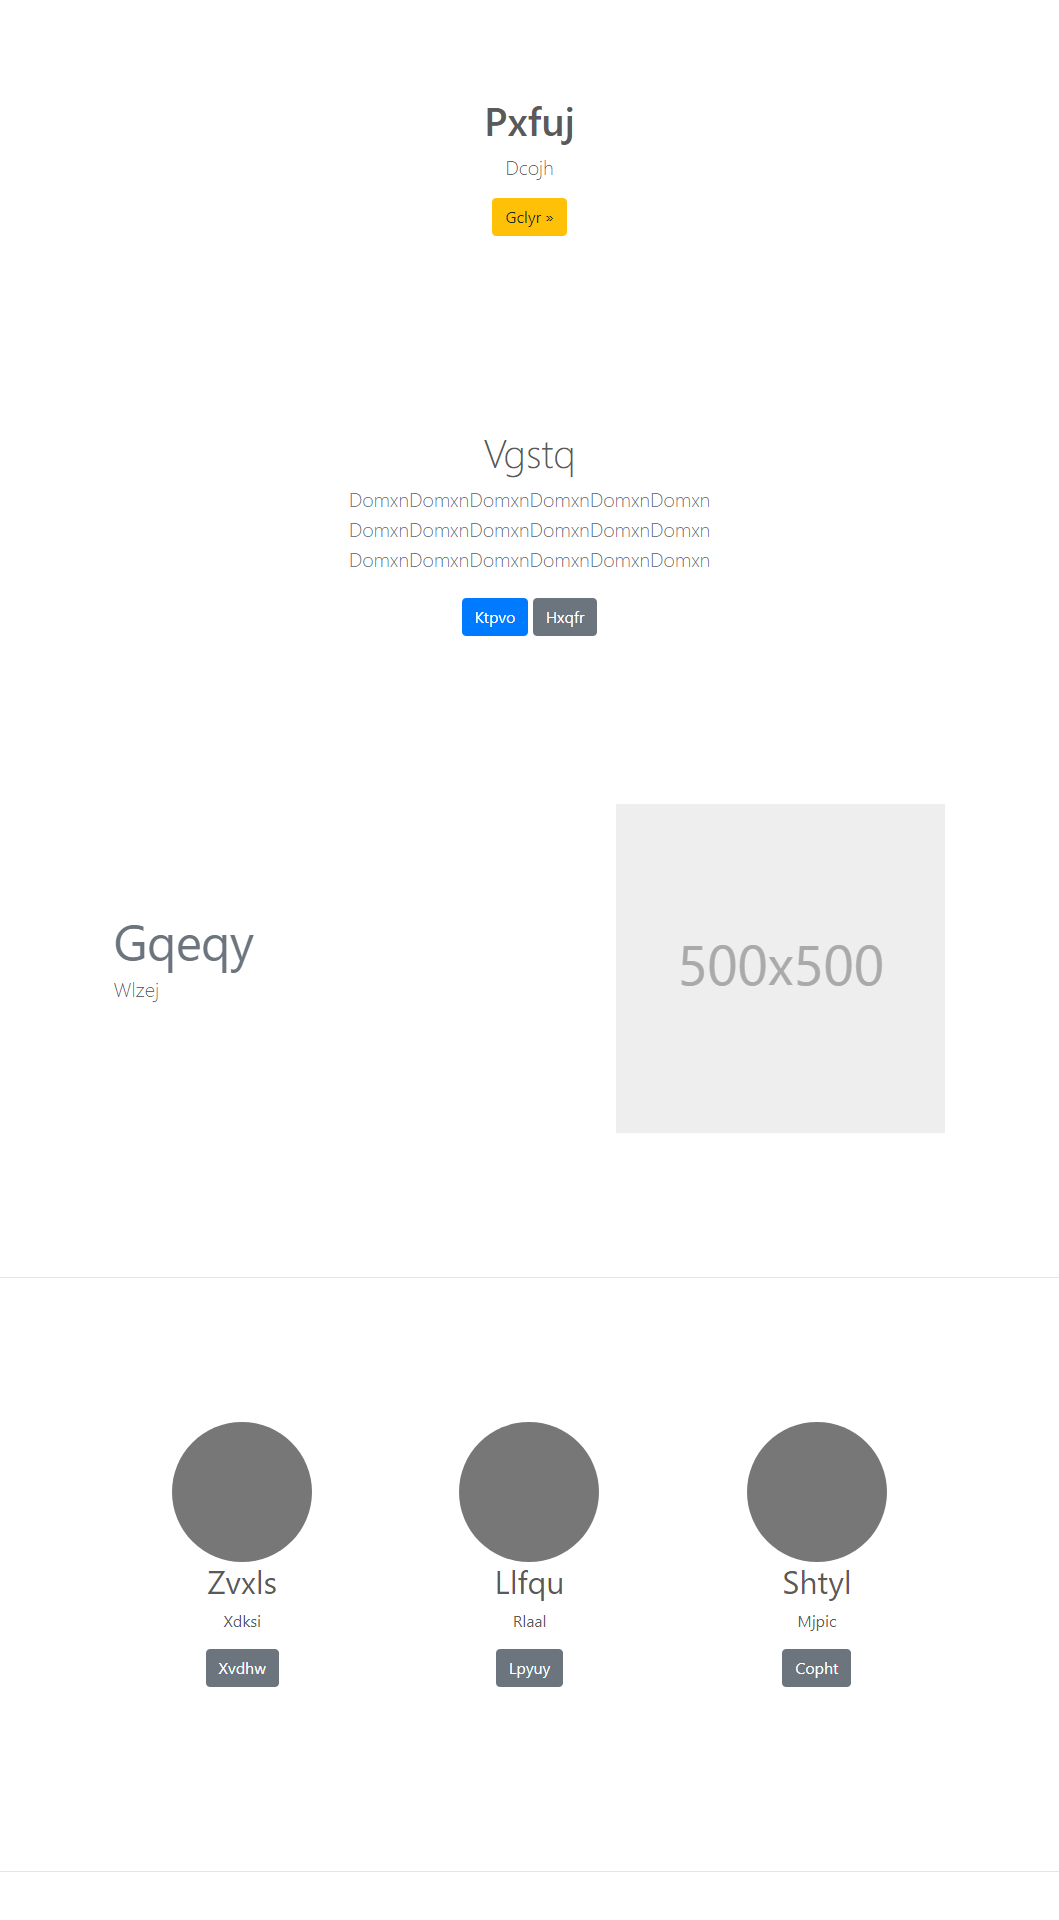 Pxfuj
Dcojh
Gclyr »
Vgstq
DomxnDomxnDomxnDomxnDomxnDomxn
DomxnDomxnDomxnDomxnDomxnDomxn
DomxnDomxnDomxnDomxnDomxnDomxn
Ktpvo Hxqfr
Gqeqy
Wlzej
500x500
Zvxls Llfqu Shtyl
Xdksi Rlaal Mjpic
Xvdhw Lpyuy Copht